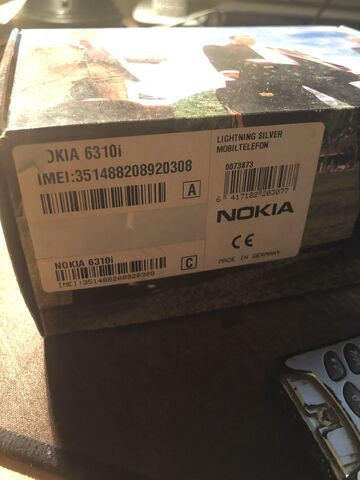 OKIA 6310i
IMEI:351488208920308
A
NOKIA 6310i
C
IMEI:351488208920308
LIGHTNING SILVER
MOBILTELEFON
0073873
6 417182 203077
NOKIA
CE
MADE IN GERMANY